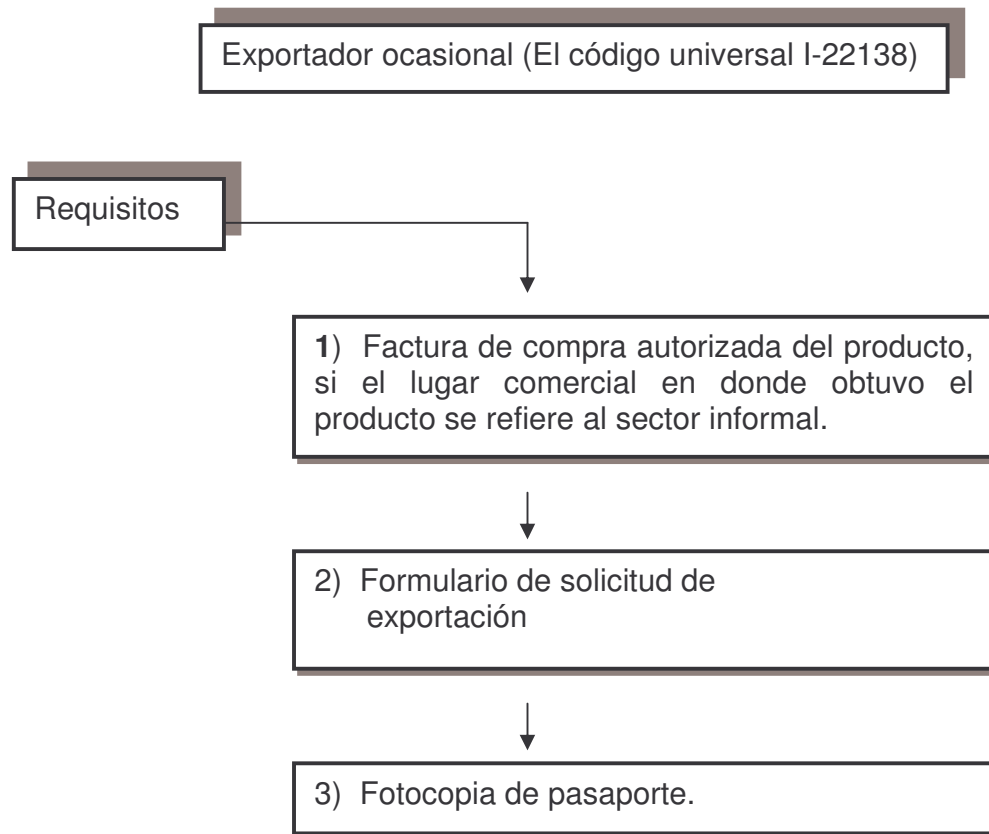 Exportador ocasional (El código universal I-22138)
Requisitos
1) Factura de compra autorizada del producto,
si el lugar comercial en donde obtuvo el
producto se refiere al sector informal.
2) Formulario de solicitud de
exportación
3) Fotocopia de pasaporte.